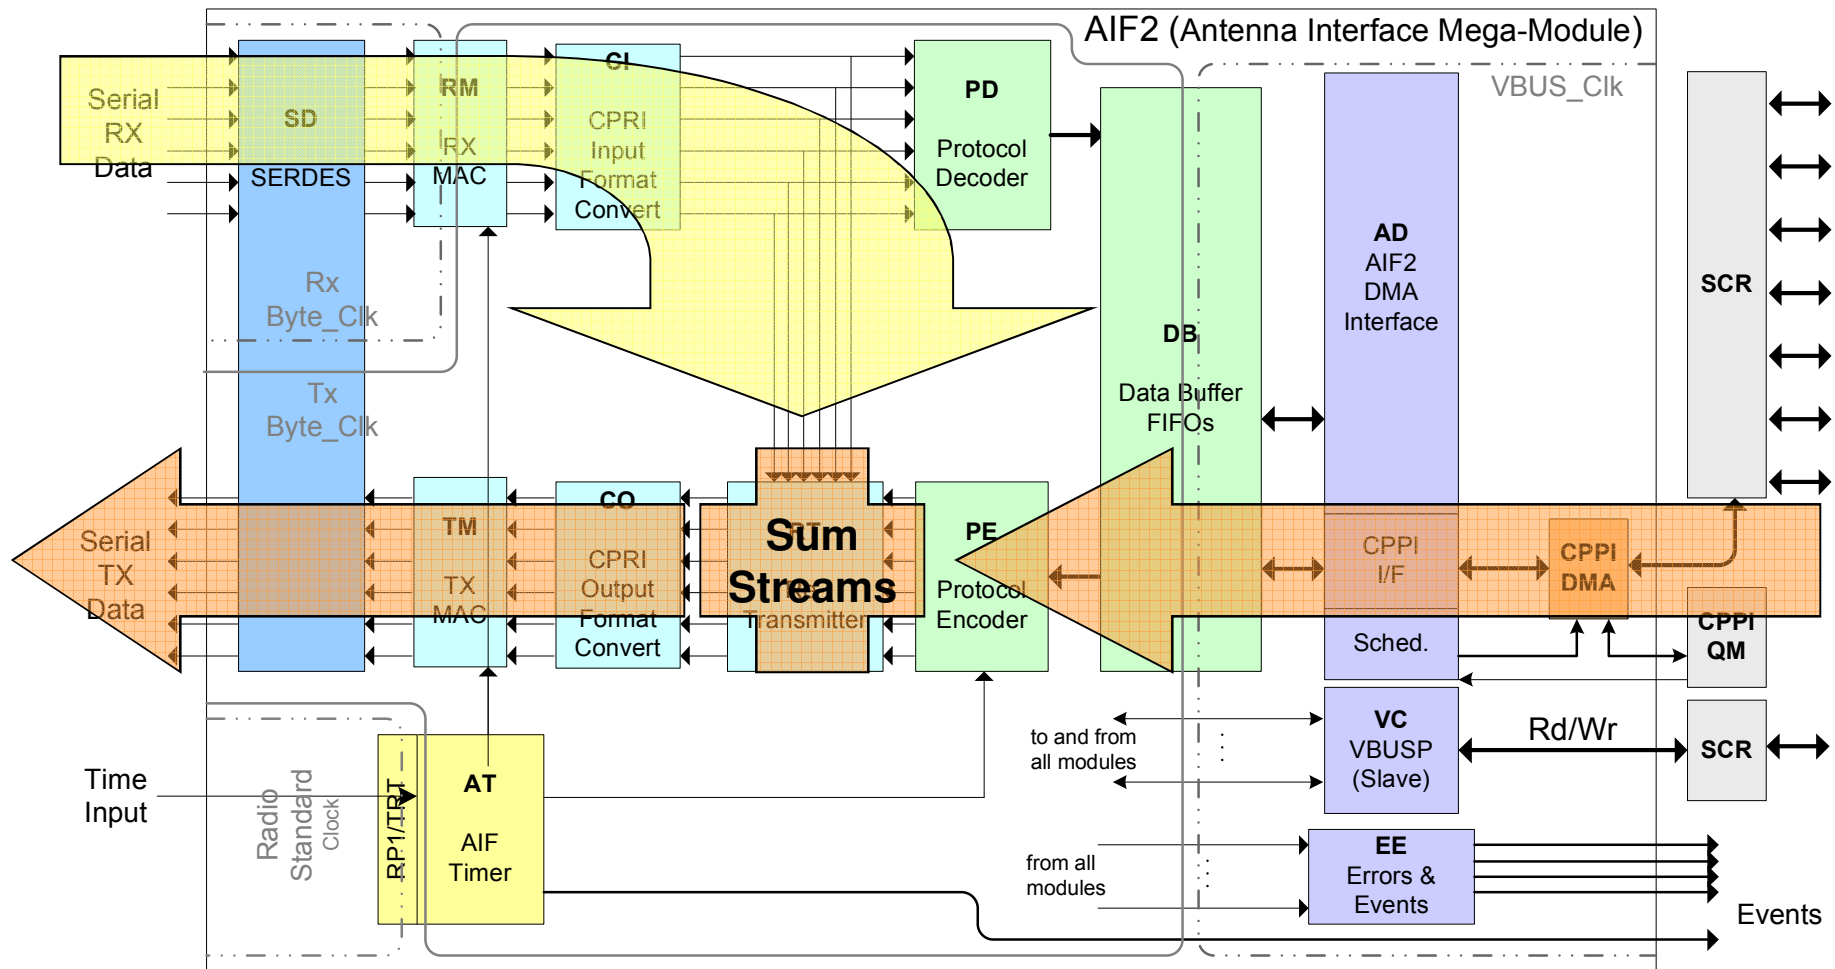 AIF2 (Antenna Interface Mega-Module)
VBUS_Clk
Serial
RX
Data
SD
SERDES
RM
RX
MAC
CI
CPRI
Input
Format
Convert
PD
Protocol
Decoder
Rx
Byte_Clk
Tx
Byte_Clk
DB
Data Buffer
FIFOs
AD
AIF2
DMA
Interface
SCR
Serial
TX
Data
TM
TX
MAC
CO
CPRI
Output
Format
Convert
RT
Transmitter
Sum
Streams
PE
Protocol
Encoder
CPPI
I/F
Sched.
CPPI
DMA
CPPI
QM
Time
Input
Radio
Standard
Clock
RP1/TRT
AT
AIF
Timer
to and from
all modules
VC
VBUSP
(Slave)
Rd/Wr
SCR
from all
modules
EE
Errors &
Events
Events